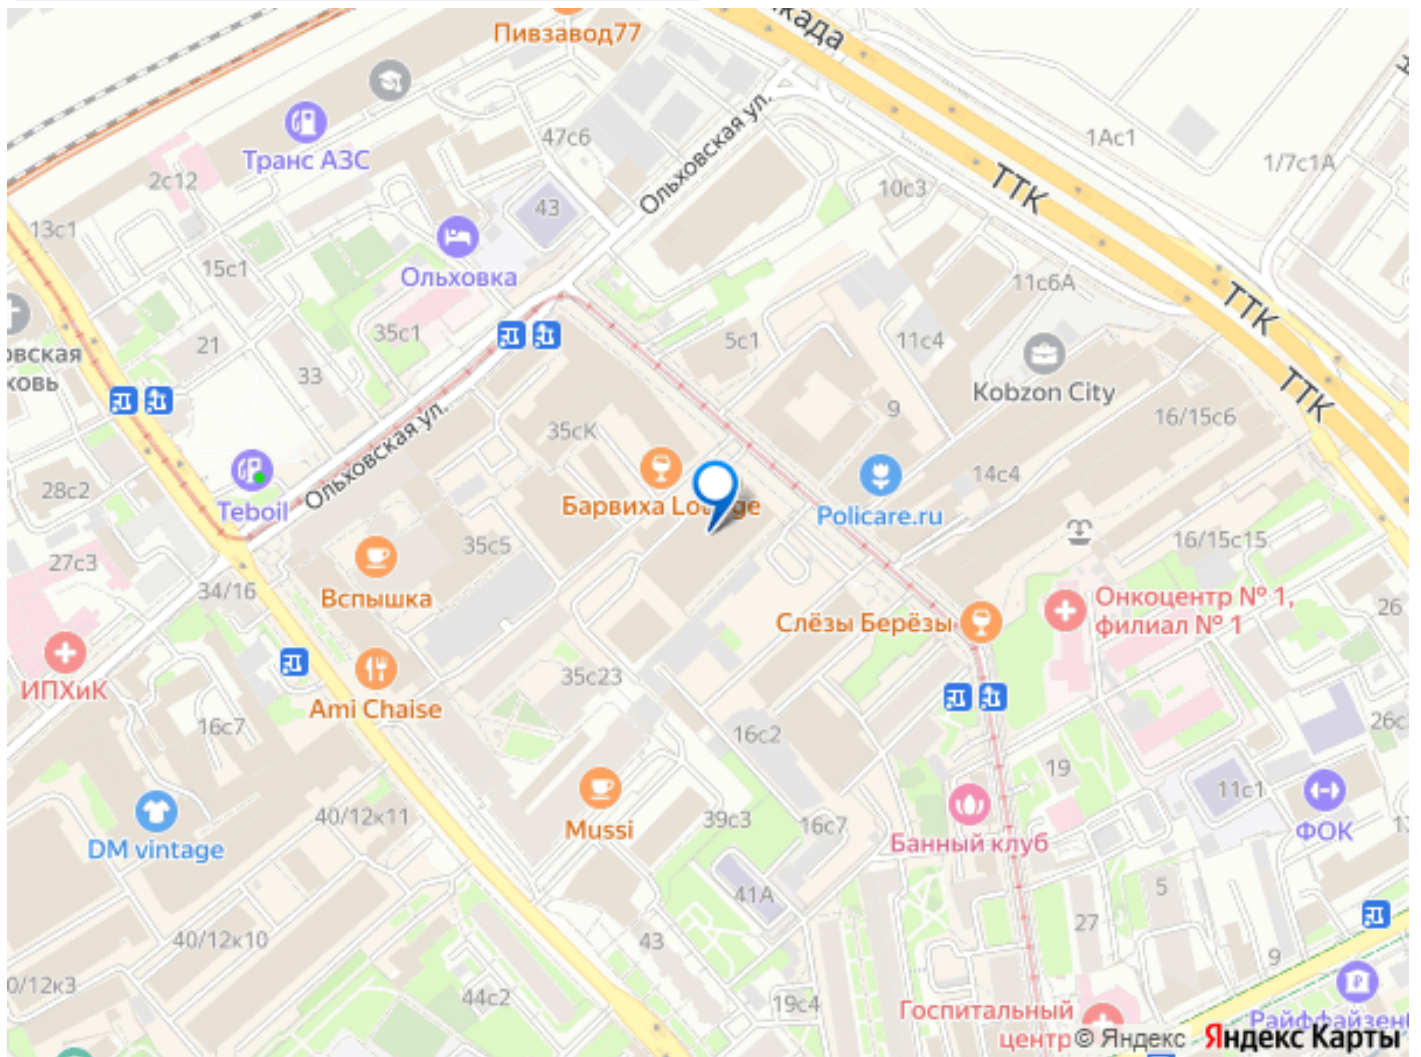 Пивзавод77
када
Транс АЗС
47с6
Ольховская ул.
1Ас1
1/7с1А
2с12
10с3
ТТК
43
13с1
Ольховка
15с1
11с6А
ТТК
35с1
5с1
11с4
21
вская
ковь
33
Kobzon City
ТТК
9
16/15с6
35сК
Ольховская ул.
14с4
28с2
Teboil
Барвиха Lo ge
Policare.ru
35с5
16/15с15
27с3
34/16
Вспышка
Слёзы Берёзы
Онкоцентр № 1,
филиал № 1
26
ИПХиК
35с23
Ami Chaise
16с7
16с2
26с
19
11с1
40/12к11
DM vintage
Mussi
39с3
16с7
Банный клуб
ФОК
41А
5
27
40/12к10
43
9
0/12к3
44с2
19с4
Госпитальный
центр
Райффайзен
© Яндекс Яндекс Карты